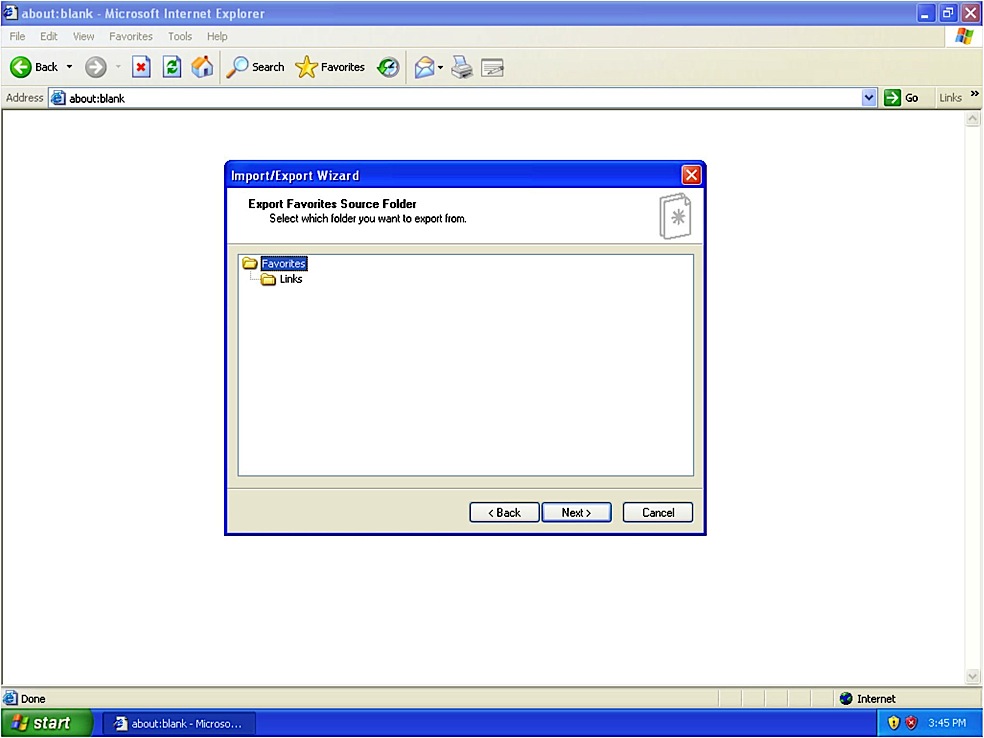 about:blank - Microsoft Internet Explorer
File Edit View Favorites Tools Help
Back Search Favorites
Address about:blank Go Links »
Import/Export Wizard
Export Favorites Source Folder
Select which folder you want to export from.
Favorites
Links
< Back Next > Cancel
Done Internet
start about:blank - Microso... 3:45 PM